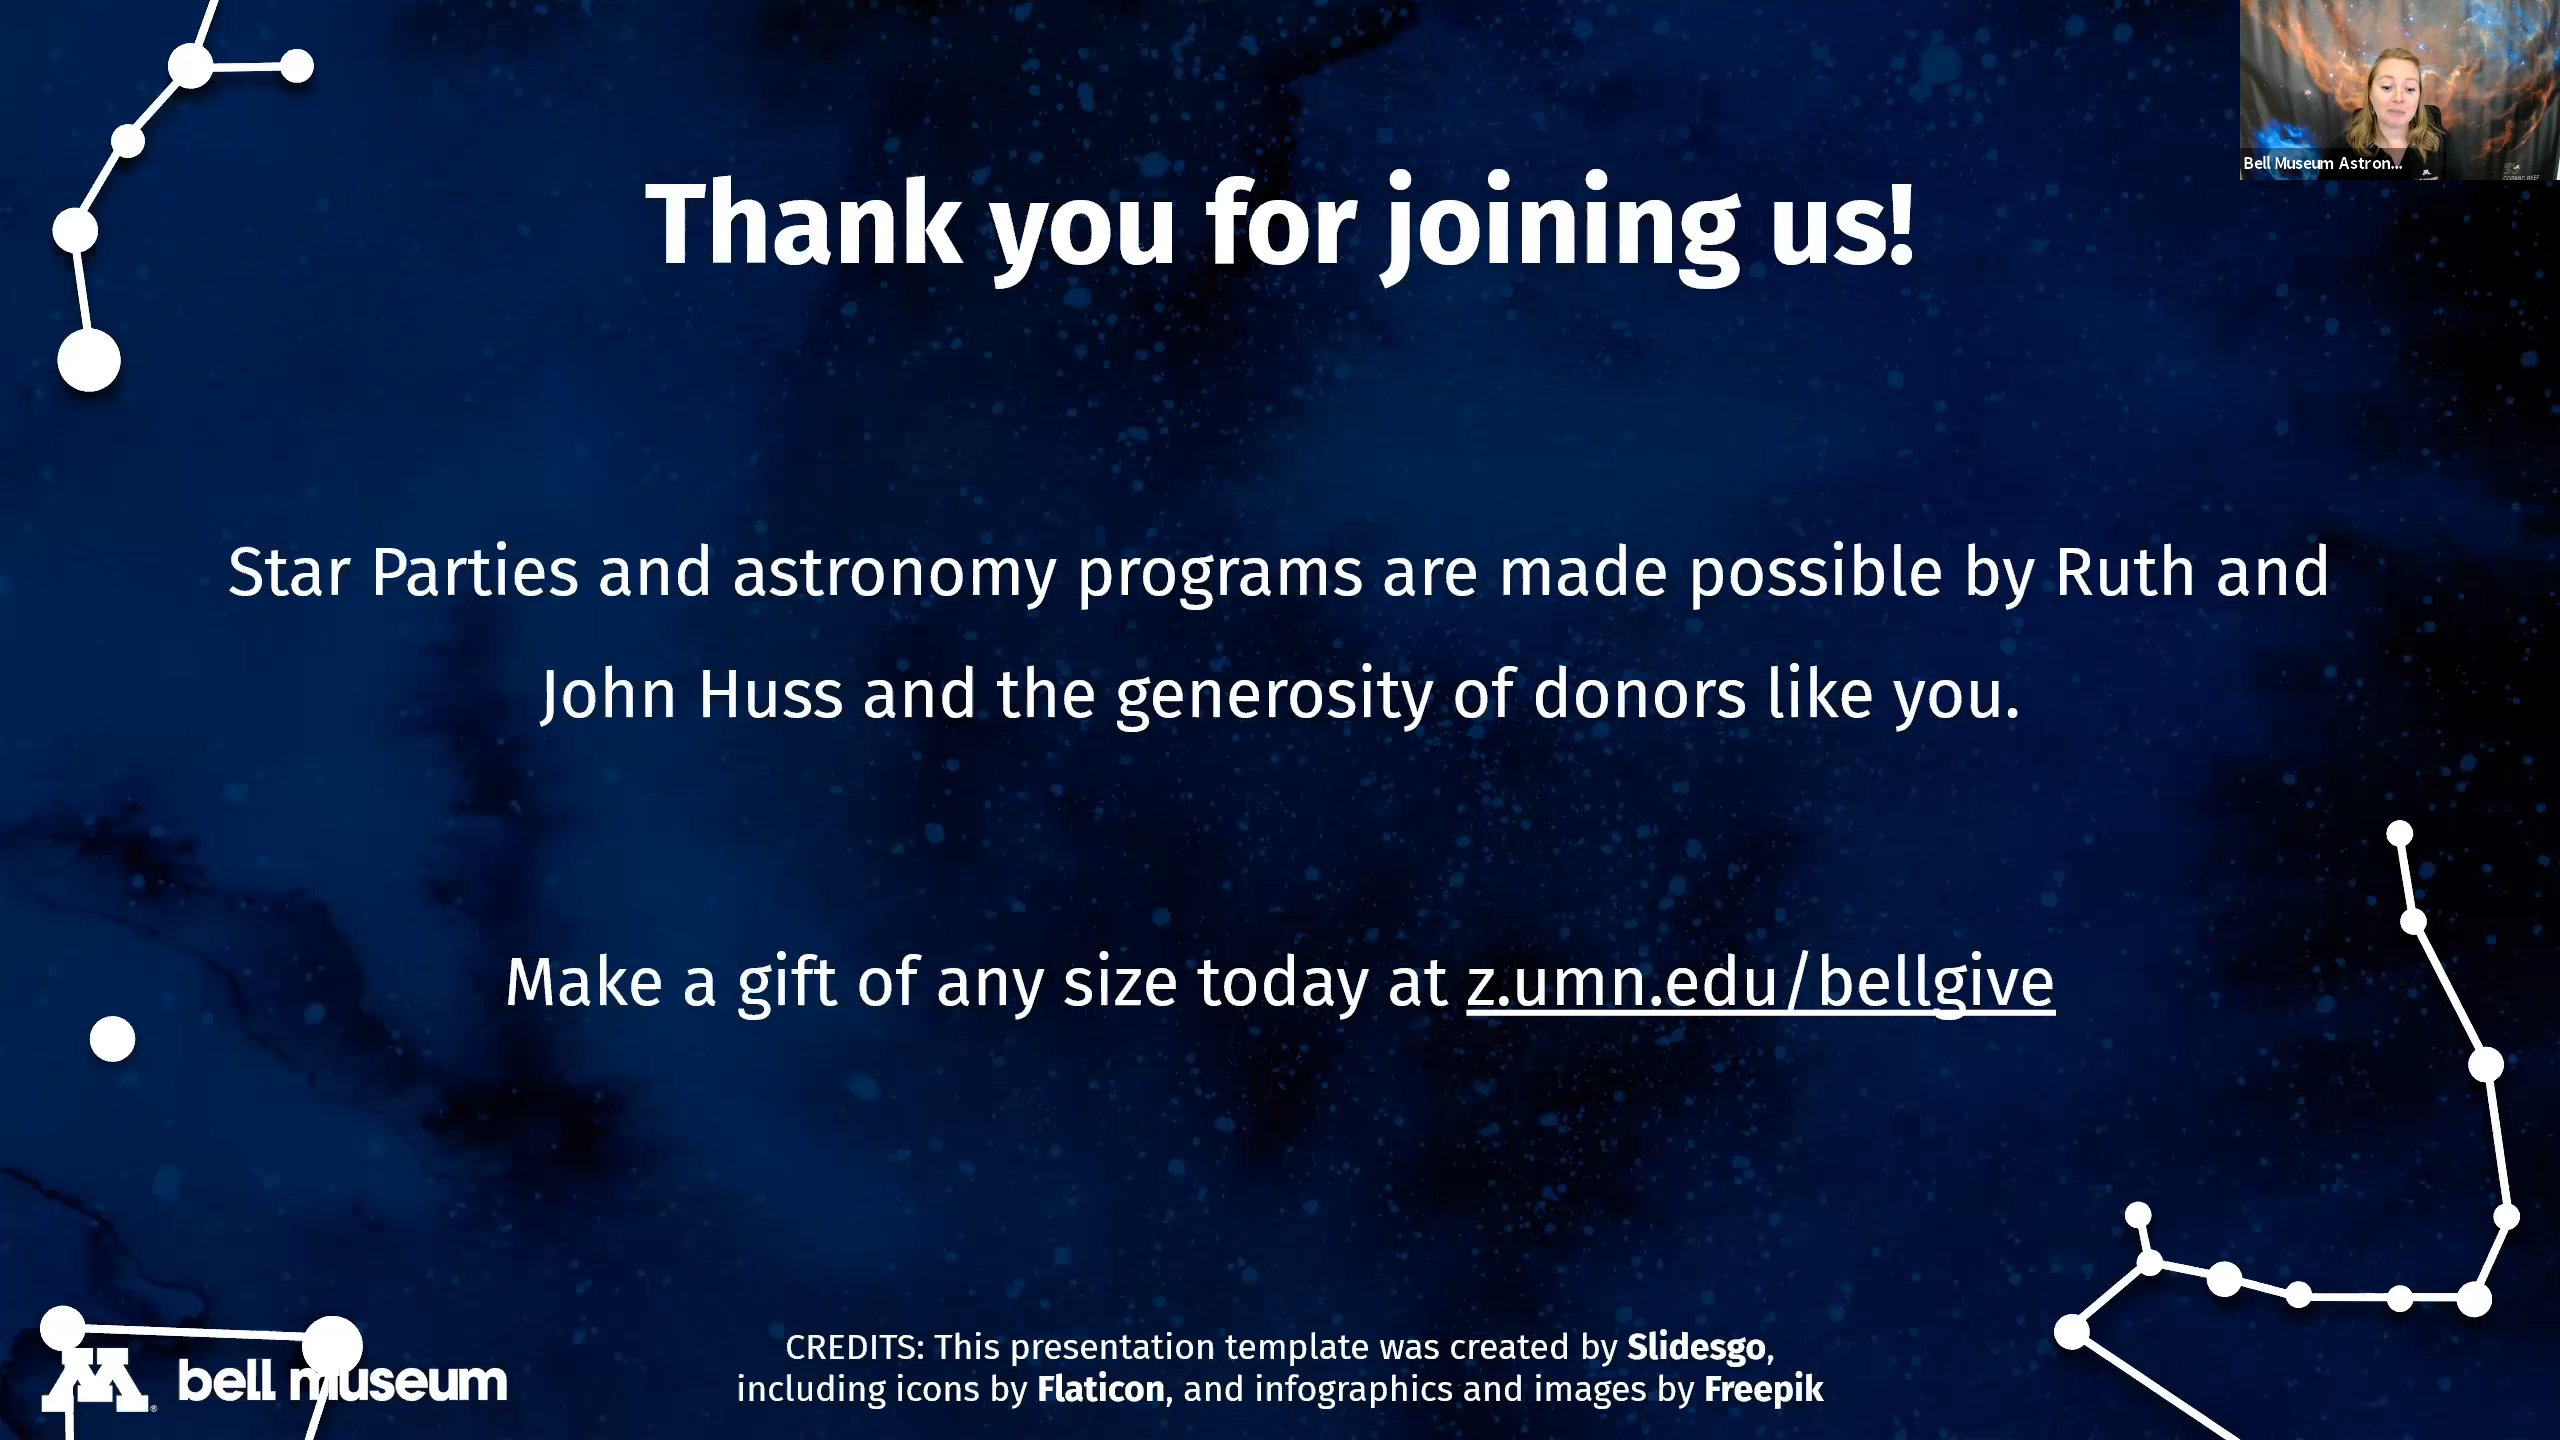 Bell Museum Astron...
Thank you for joining us!
Star Parties and astronomy programs are made possible by Ruth and
John Huss and the generosity of donors like you.
Make a gift of any size today at z.umn.edu/bellgive
bell museum
CREDITS: This presentation template was created by Slidesgo,
including icons by Flaticon, and infographics and images by Freepik